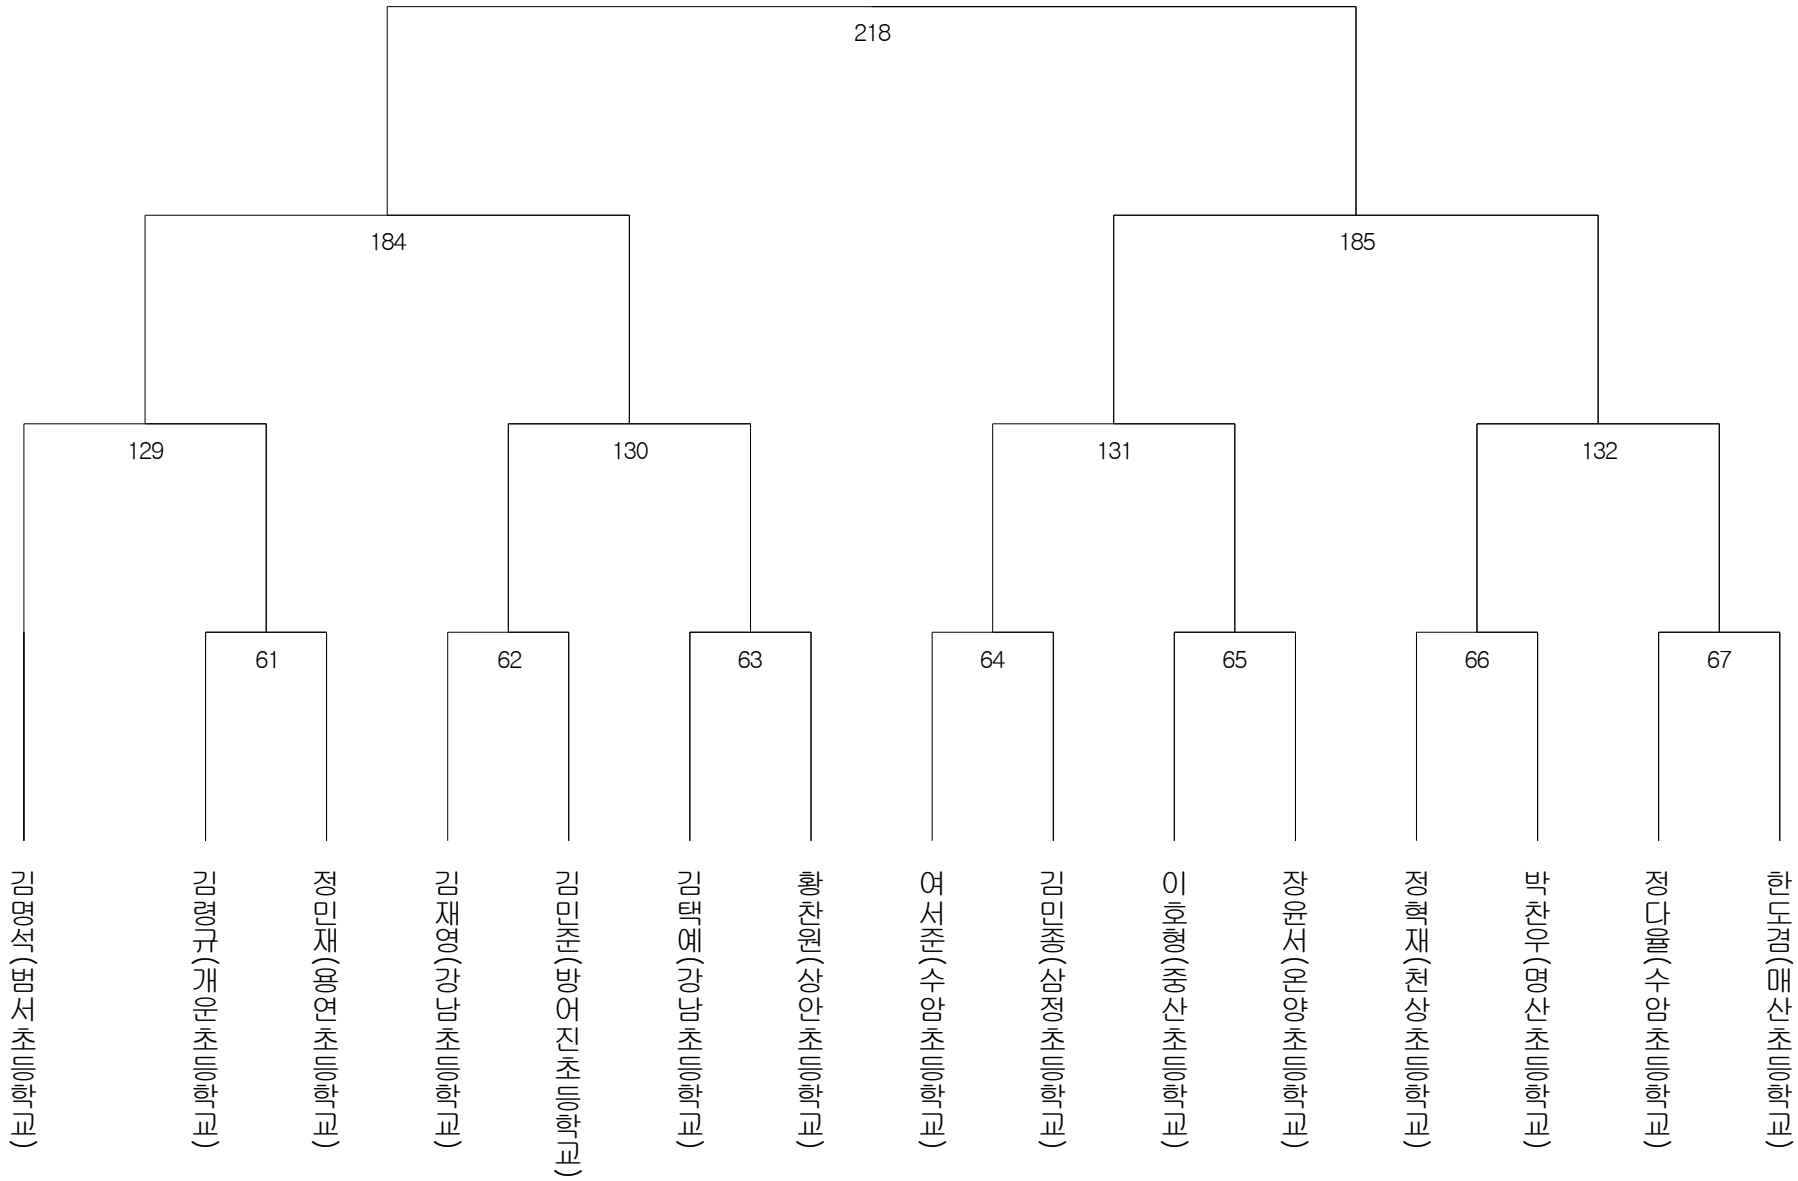 218
184
185
129
130
131
132
61
62
63
64
65
66
67
김명석(범서초등학교)
김령규(개운초등학교)
정민재(용연초등학교)
김재영(강남초등학교)
김민준(방어진초등학교)
김택예(강남초등학교)
황찬원(상안초등학교)
여서준(수암초등학교)
김민종(삼정초등학교)
이호형(중산초등학교)
장윤서(온양초등학교)
정혁재(천상초등학교)
박찬우(명산초등학교)
정다율(수암초등학교)
한도겸(매산초등학교)